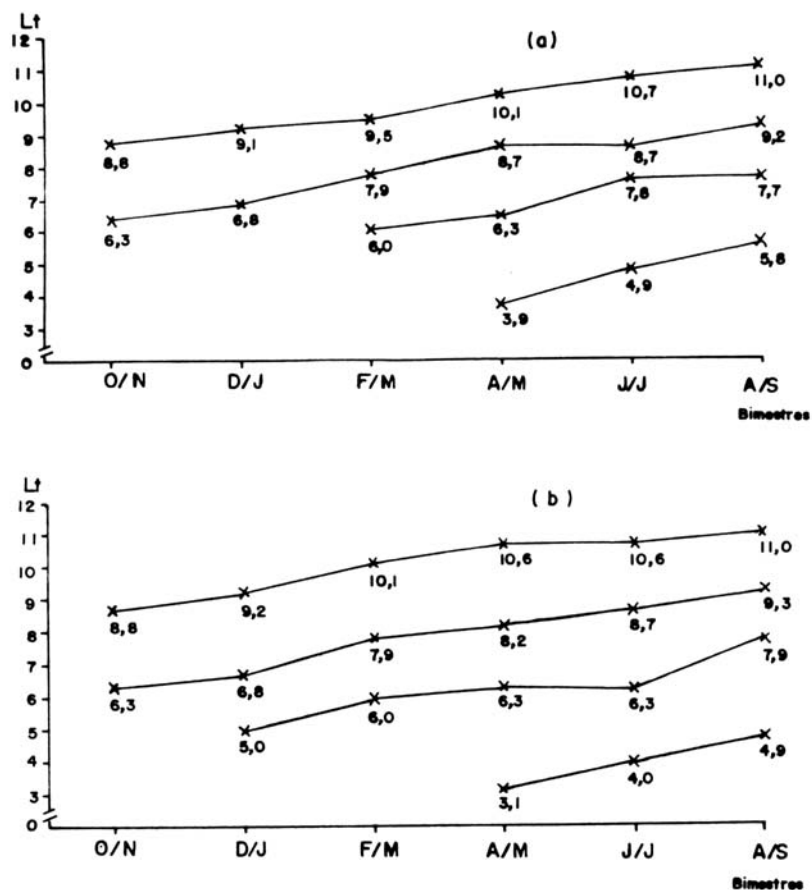 Lt
(a)
12
11
10
9
8
7
6
5
4
3
0
8,8 9,1 9,5 10,1 10,7 11,0
6,3 6,8 7,9 8,7 8,7 9,2
6,0 6,3 7,8 7,7
3,9 4,9 5,8
O/N D/J F/M A/M J/J A/S
Bimestres
Lt
(b)
12
11
10
9
8
7
6
5
4
3
0
8,8 9,2 10,1 10,6 10,6 11,0
6,3 6,8 7,9 8,2 8,7 9,3
5,0 6,0 6,3 6,3 7,9
3,1 4,0 4,9
O/N D/J F/M A/M J/J A/S
Bimestres